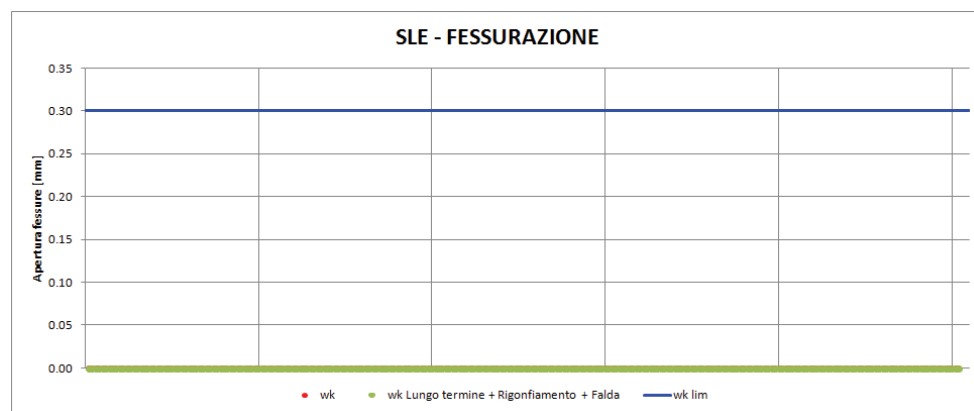 SLE - FESSURAZIONE
Apertura fessure [mm]
0.35
0.30
0.25
0.20
0.15
0.10
0.05
0.00
wk wk Lungo termine + Rigonfiamento + Falda wk lim